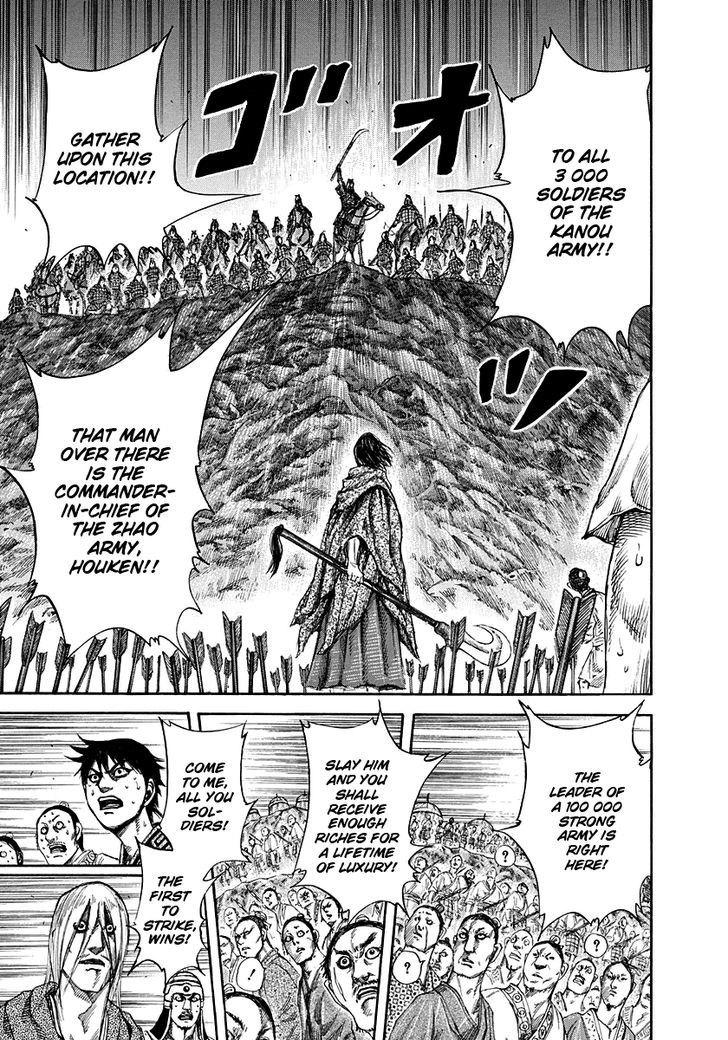 TO ALL
3 000
SOLDIERS
OF THE
KANOU
ARMY!!
ゴオ
GATHER
UPON THIS
LOCATION!!
ッ
THAT MAN
OVER THERE
IS THE
COMMANDER-
IN-CHIEF
OF THE ZHAO
ARMY,
HOUKEN!!
THE
LEADER OF
A 100 000
STRONG
ARMY IS
RIGHT
HERE!
?
?
?
SLAY HIM
AND YOU
SHALL
RECEIVE
ENOUGH
RICHES FOR
A LIFETIME
OF LUXURY!
!
COME
TO ME,
ALL YOU
SOL-
DIERS!
THE
FIRST
TO
STRIKE,
WINS!